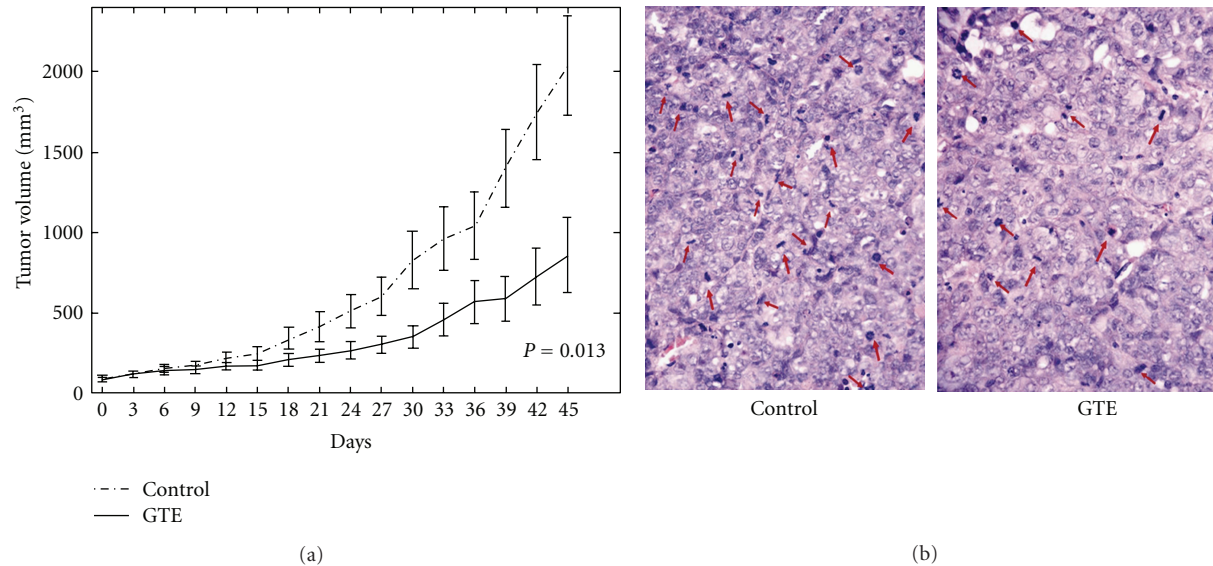 Tumor volume (mm³)
2000
1500
1000
500
0
P = 0.013
0 3 6 9 12 15 18 21 24 27 30 33 36 39 42 45
Days
Control
GTE
(a)
Control GTE
(b)